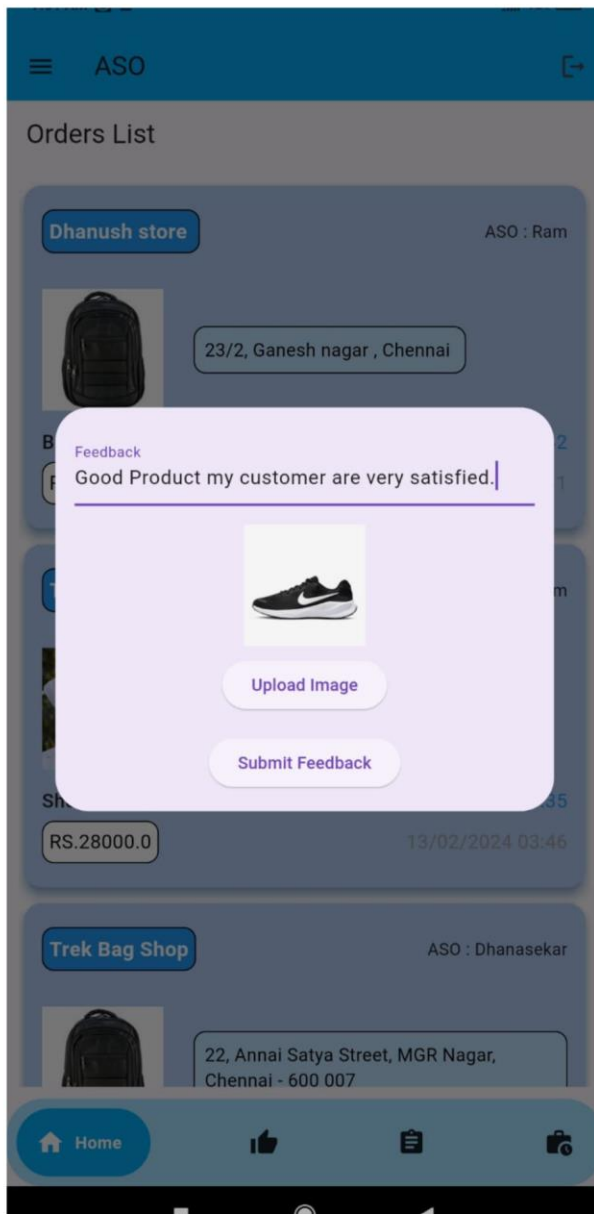 ASO
Orders List
Dhanush store
ASO : Ram
23/2, Ganesh nagar , Chennai
Feedback
Good Product my customer are very satisfied.
Upload Image
Submit Feedback
35
RS.28000.0
13/02/2024 03:46
Trek Bag Shop
ASO : Dhanasekar
22, Annai Satya Street, MGR Nagar,
Chennai - 600 007
Home